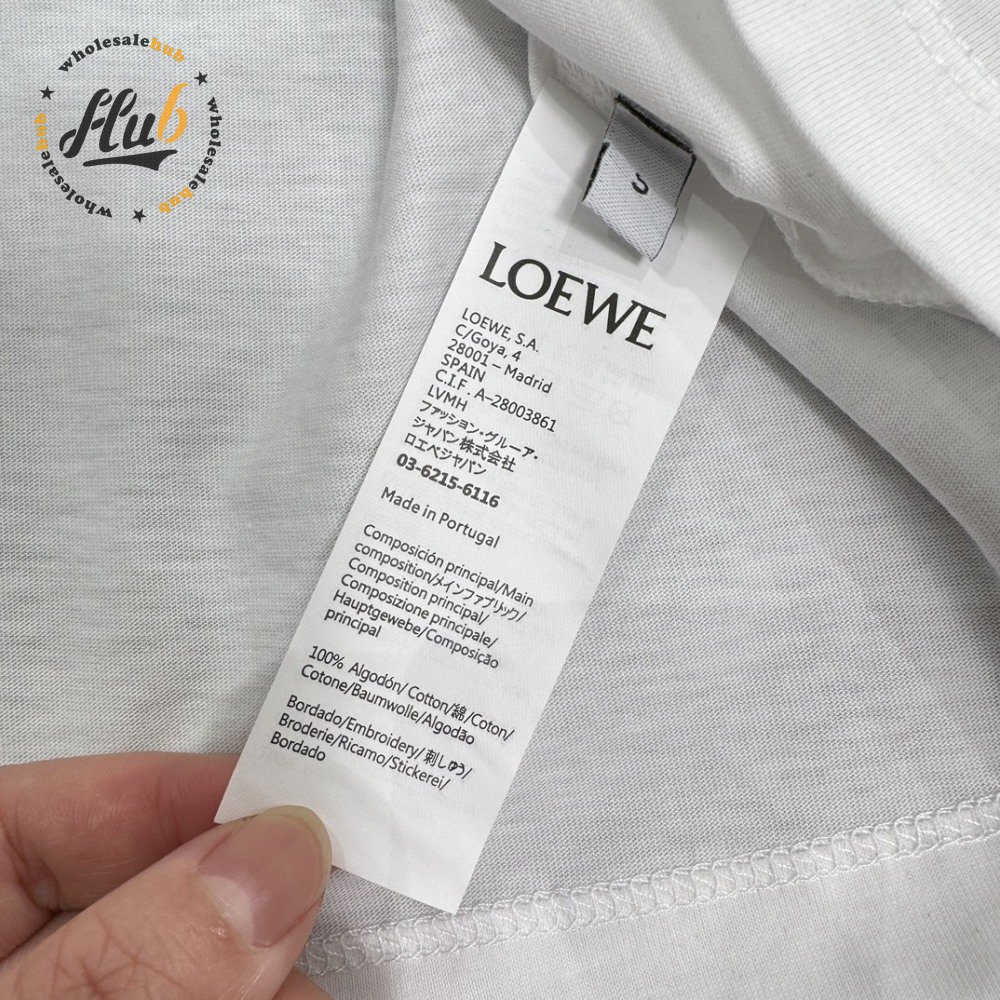 wholesalehub
wholesalehub
wholesalehub
Hub
S
LOEWE
LOEWE, S.A.
C/Goya, 4
28001 – Madrid
SPAIN
C.I.F. A–28003861
LVMH
ファッション・グルーア・
ジャパン株式会社
ロエベジャパン
03-6215-6116
Made in Portugal
Composición principal/Main
composition/メインファブリック/
Composition principal/
Composizione principale/
Hauptgewebe/Composição
principal
100% Algodón/ Cotton/綿/Coton/
Cotone/Baumwolle/Algodão
Bordado/Embroidery/刺しゅう/
Broderie/Ricamo/Stickerei/
Bordado